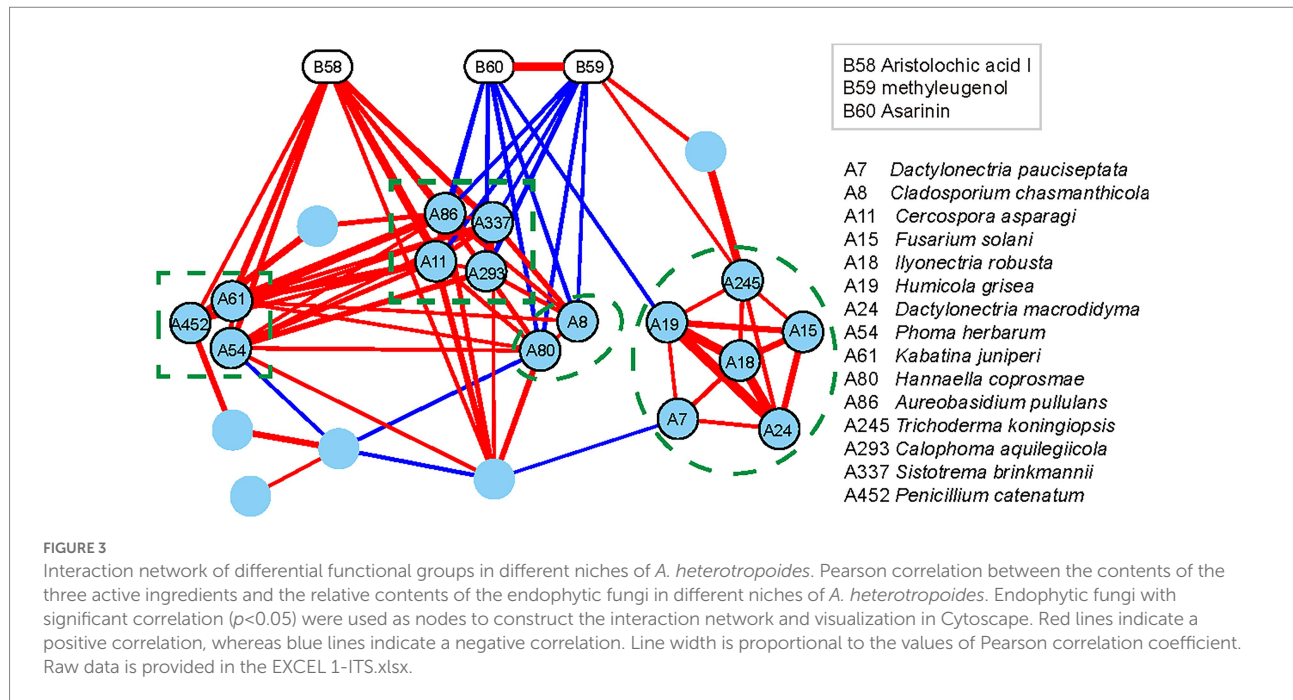 B58
B60
B59
B58 Aristolochic acid I
B59 methyleugenol
B60 Asarinin
A86
A337
A11
A293
A61
A452
A54
A8
A80
A245
A19
A15
A18
A7
A24
A7 Dactylonectria pauciseptata
A8 Cladosporium chasmanthicola
A11 Cercospora asparagi
A15 Fusarium solani
A18 Ilyonectria robusta
A19 Humicola grisea
A24 Dactylonectria macrodidyma
A54 Phoma herbarum
A61 Kabatina juniperi
A80 Hannaella coprosmae
A86 Aureobasidium pullulans
A245 Trichoderma koningiopsis
A293 Calophoma aquilegiicola
A337 Sistotrema brinkmannii
A452 Penicillium catenatum
FIGURE 3
Interaction network of differential functional groups in different niches of A. heterotropoides. Pearson correlation between the contents of the
three active ingredients and the relative contents of the endophytic fungi in different niches of A. heterotropoides. Endophytic fungi with
significant correlation (p<0.05) were used as nodes to construct the interaction network and visualization in Cytoscape. Red lines indicate a
positive correlation, whereas blue lines indicate a negative correlation. Line width is proportional to the values of Pearson correlation coefficient.
Raw data is provided in the EXCEL 1-ITS.xlsx.